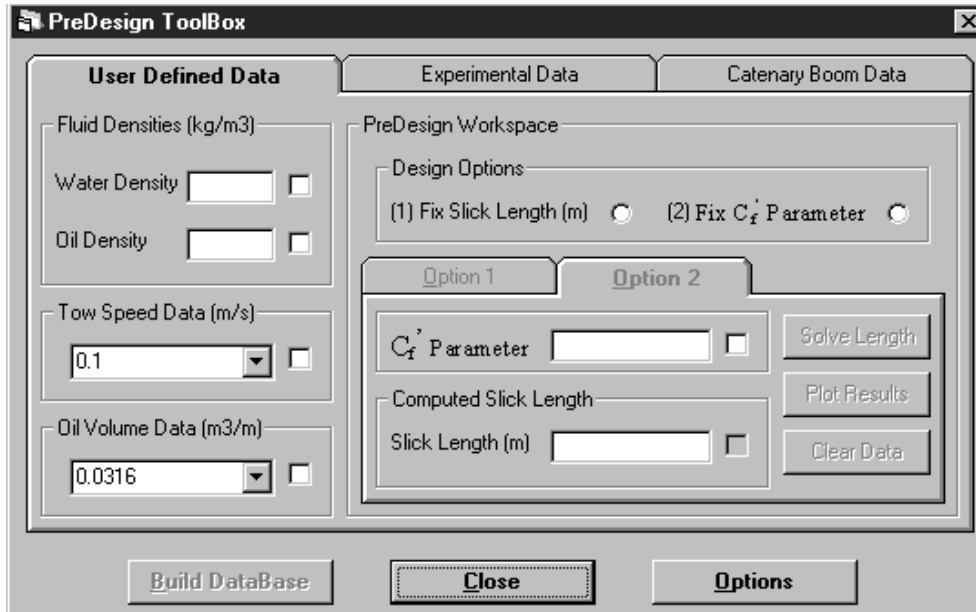 PreDesign ToolBox
User Defined Data
Experimental Data
Catenary Boom Data
Fluid Densities (kg/m3)
Water Density
Oil Density
Tow Speed Data (m/s)
0.1
Oil Volume Data (m3/m)
0.0316
PreDesign Workspace
Design Options
(1) Fix Slick Length (m)
(2) Fix Cf' Parameter
Option 1
Option 2
Cf' Parameter
Computed Slick Length
Slick Length (m)
Solve Length
Plot Results
Clear Data
Build DataBase
Close
Options